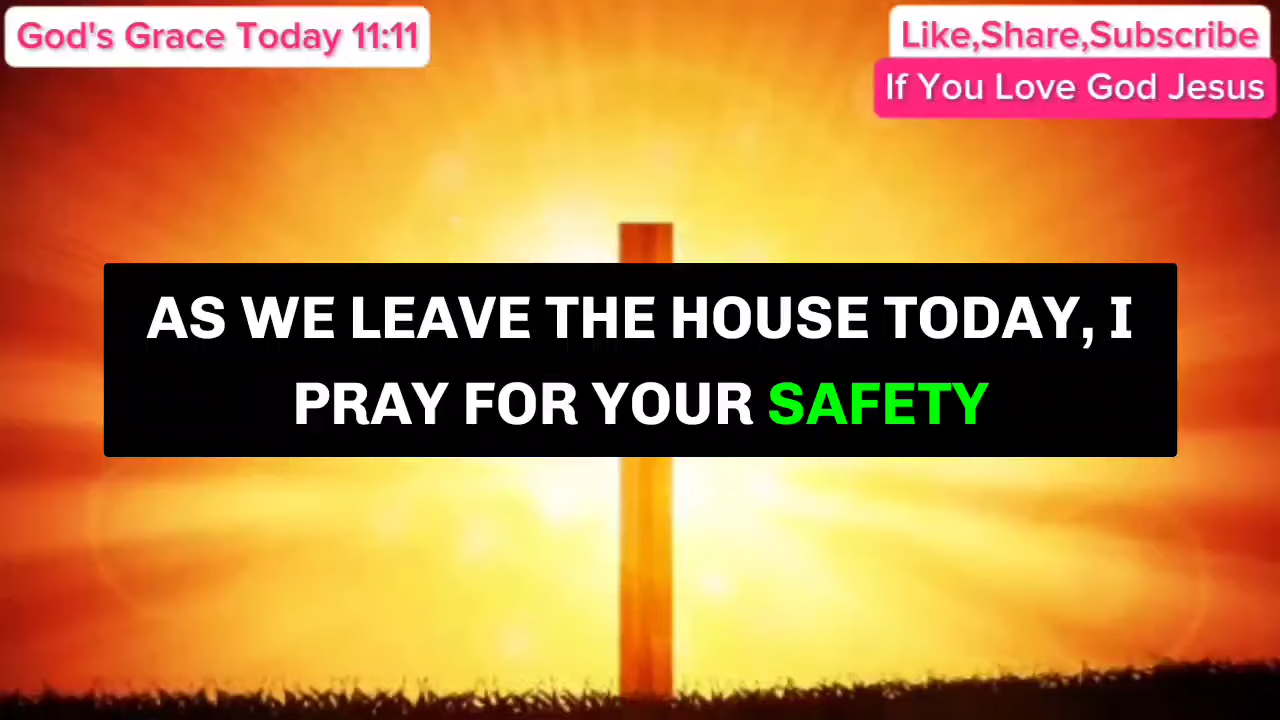 God's Grace Today 11:11
Like,Share,Subscribe
If You Love God Jesus
AS WE LEAVE THE HOUSE TODAY, I
PRAY FOR YOUR SAFETY